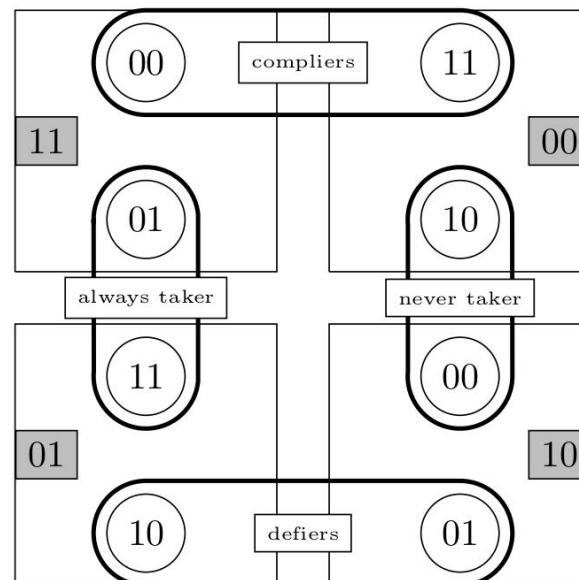 00 compliers 11
11 00
01 10
always taker never taker
11 00
01 10
10 defiers 01